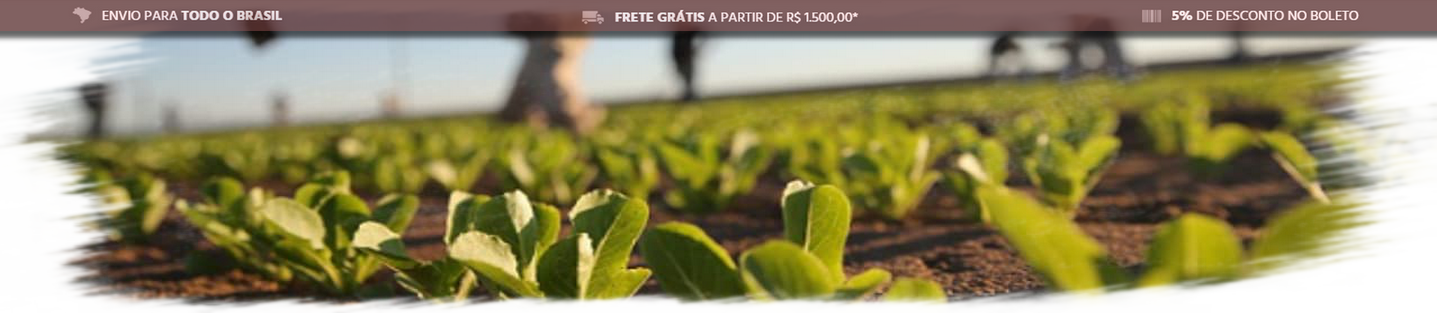 ENVIO PARA TODO O BRASIL
FRETE GRÁTIS A PARTIR DE R$ 1.500,00*
5% DE DESCONTO NO BOLETO